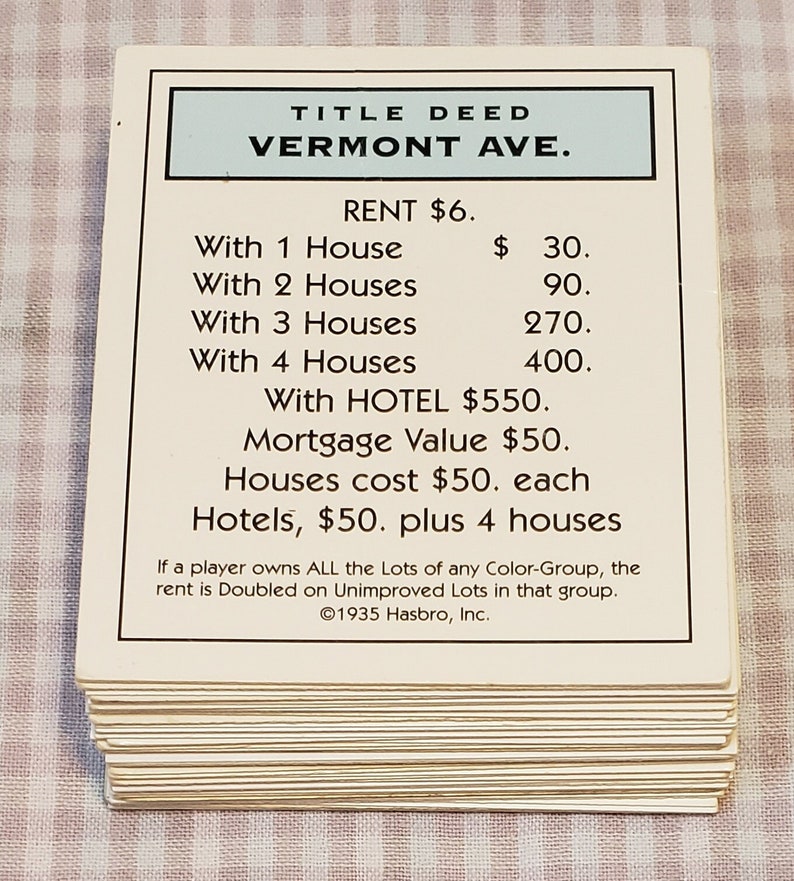 TITLE DEED
VERMONT AVE.
RENT $6.
With 1 House $ 30.
With 2 Houses 90.
With 3 Houses 270.
With 4 Houses 400.
With HOTEL $550.
Mortgage Value $50.
Houses cost $50. each
Hotels, $50. plus 4 houses
If a player owns ALL the Lots of any Color-Group, the
rent is Doubled on Unimproved Lots in that group.
©1935 Hasbro, Inc.